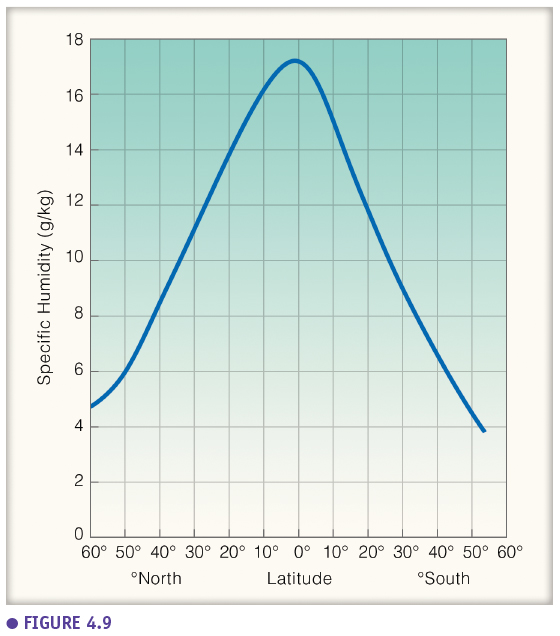 18
16
14
12
10
8
6
4
2
0
Specific Humidity (g/kg)
60° 50° 40° 30° 20° 10° 0° 10° 20° 30° 40° 50° 60°
°North Latitude °South
● FIGURE 4.9